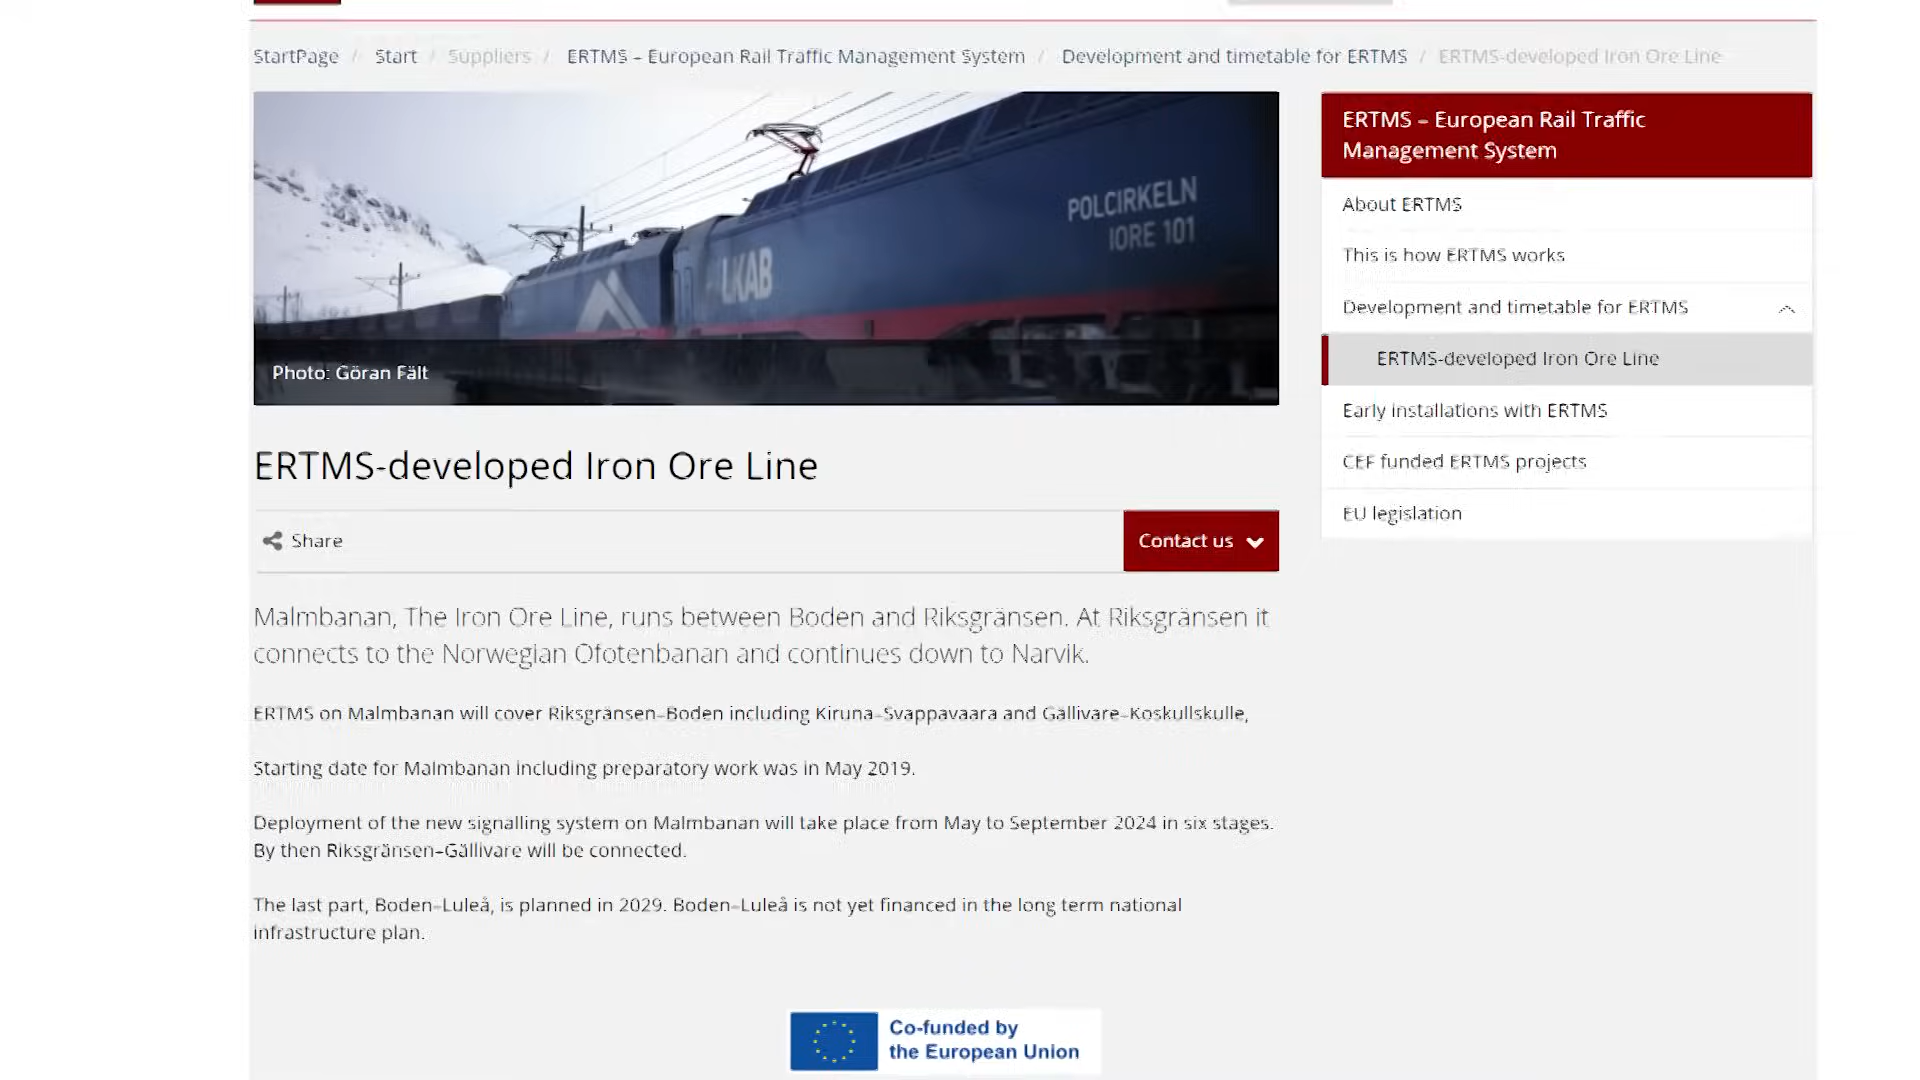 StartPage / Start / Suppliers / ERTMS – European Rail Traffic Management System / Development and timetable for ERTMS / ERTMS-developed Iron Ore Line
POLCIRKELN
IORE 101
LKAB
Photo: Göran Fält
ERTMS-developed Iron Ore Line
Share
Contact us
Malmbanan, The Iron Ore Line, runs between Boden and Riksgränsen. At Riksgränsen it
connects to the Norwegian Ofotenbanan and continues down to Narvik.
ERTMS on Malmbanan will cover Riksgränsen–Boden including Kiruna–Svappavaara and Gällivare–Koskullskulle,
Starting date for Malmbanan including preparatory work was in May 2019.
Deployment of the new signalling system on Malmbanan will take place from May to September 2024 in six stages.
By then Riksgränsen–Gällivare will be connected.
The last part, Boden–Luleå, is planned in 2029. Boden–Luleå is not yet financed in the long term national
infrastructure plan.
Co-funded by
the European Union
ERTMS – European Rail Traffic
Management System
About ERTMS
This is how ERTMS works
Development and timetable for ERTMS
ERTMS-developed Iron Ore Line
Early installations with ERTMS
CEF funded ERTMS projects
EU legislation